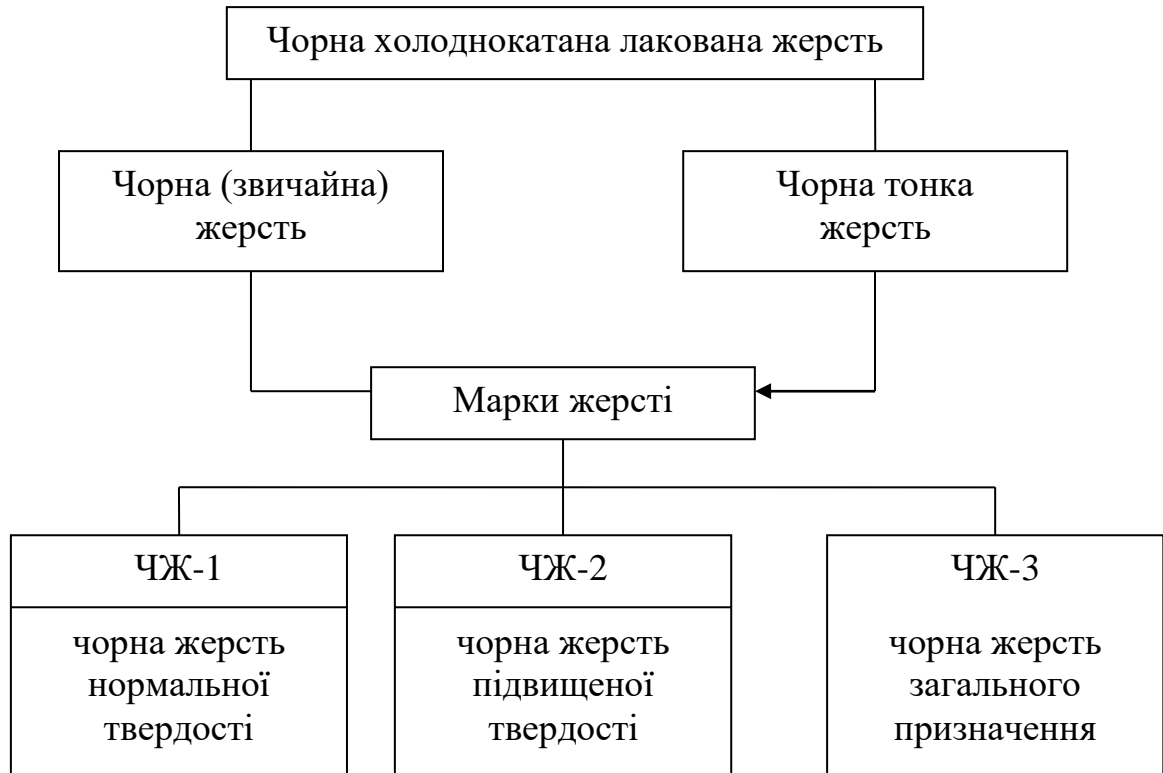 Чорна холоднокатана лакована жерсть
Чорна (звичайна)
жерсть
Чорна тонка
жерсть
Марки жерсті
ЧЖ-1
чорна жерсть
нормальної
твердості
ЧЖ-2
чорна жерсть
підвищеної
твердості
ЧЖ-3
чорна жерсть
загального
призначення